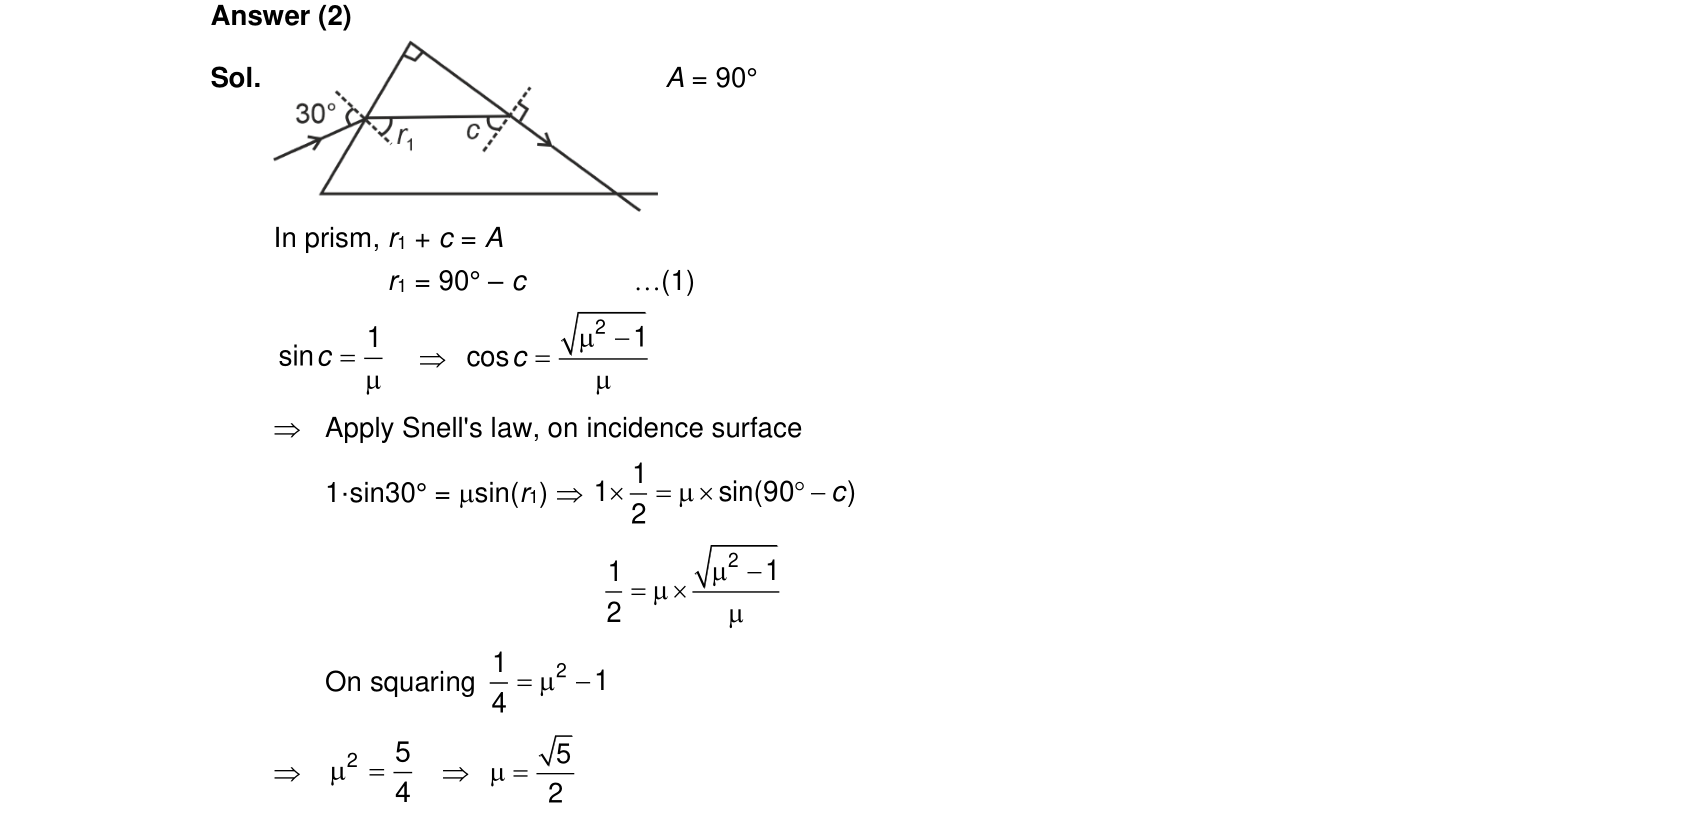 Answer (2)
Sol.
A = 90°
30°
r₁
c
In prism, r₁ + c = A
r₁ = 90° – c …(1)
sin c = 1/μ ⇒ cos c = √(μ² – 1)/μ
⇒ Apply Snell's law, on incidence surface
1·sin30° = μsin(r₁) ⇒ 1 × 1/2 = μ × sin(90° – c)
1/2 = μ × √(μ² – 1)/μ
On squaring 1/4 = μ² – 1
⇒ μ² = 5/4 ⇒ μ = √5/2